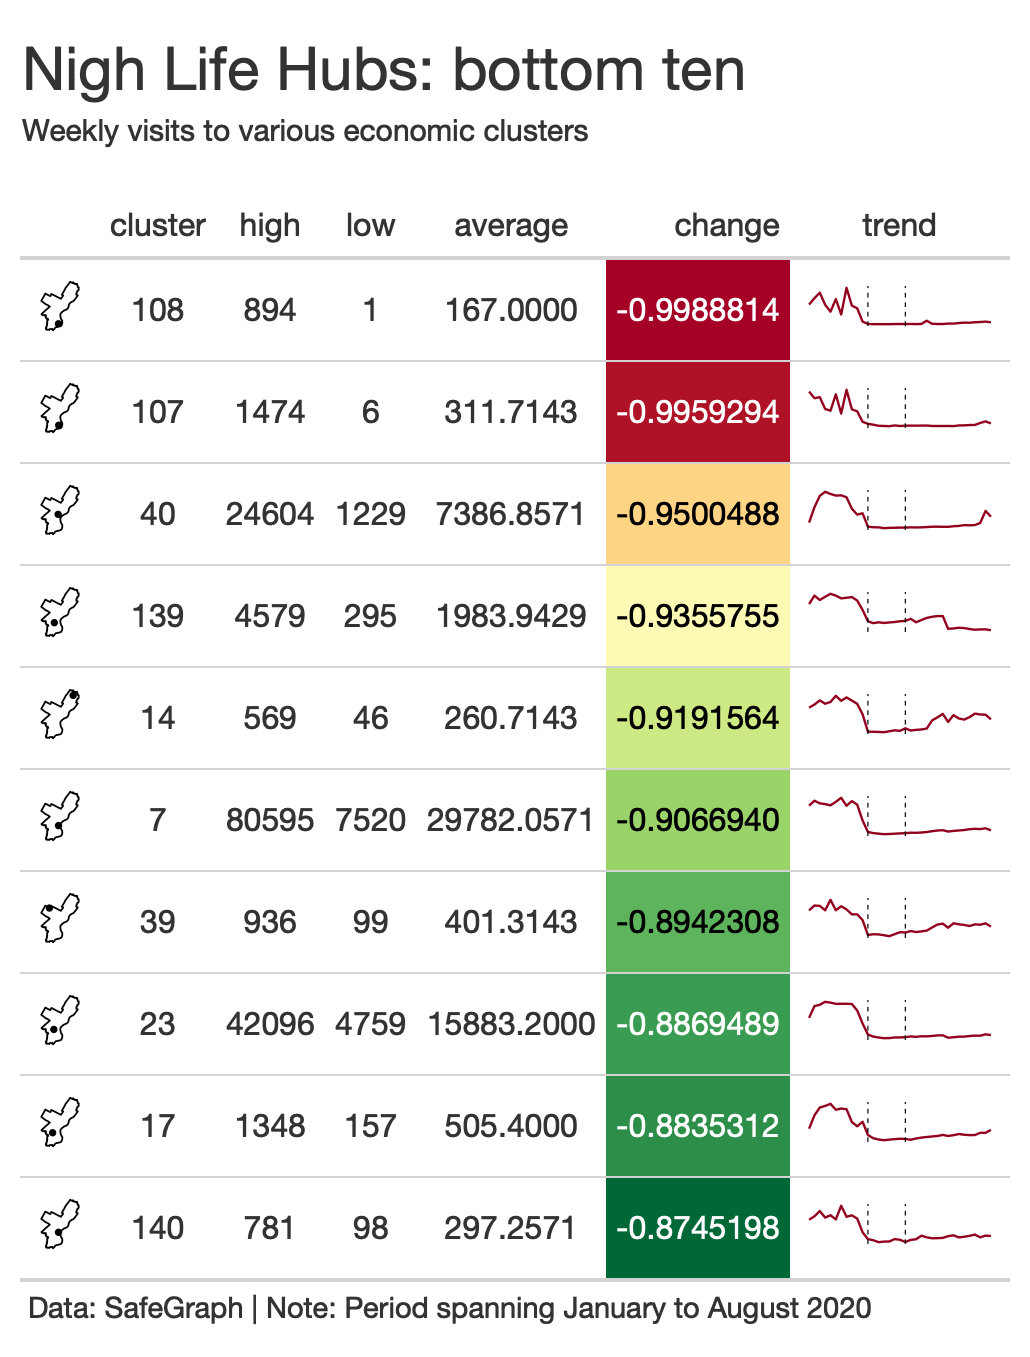 Nigh Life Hubs: bottom ten
Weekly visits to various economic clusters
cluster high low average change trend
108 894 1 167.0000 -0.9988814
107 1474 6 311.7143 -0.9959294
40 24604 1229 7386.8571 -0.9500488
139 4579 295 1983.9429 -0.9355755
14 569 46 260.7143 -0.9191564
7 80595 7520 29782.0571 -0.9066940
39 936 99 401.3143 -0.8942308
23 42096 4759 15883.2000 -0.8869489
17 1348 157 505.4000 -0.8835312
140 781 98 297.2571 -0.8745198
Data: SafeGraph | Note: Period spanning January to August 2020